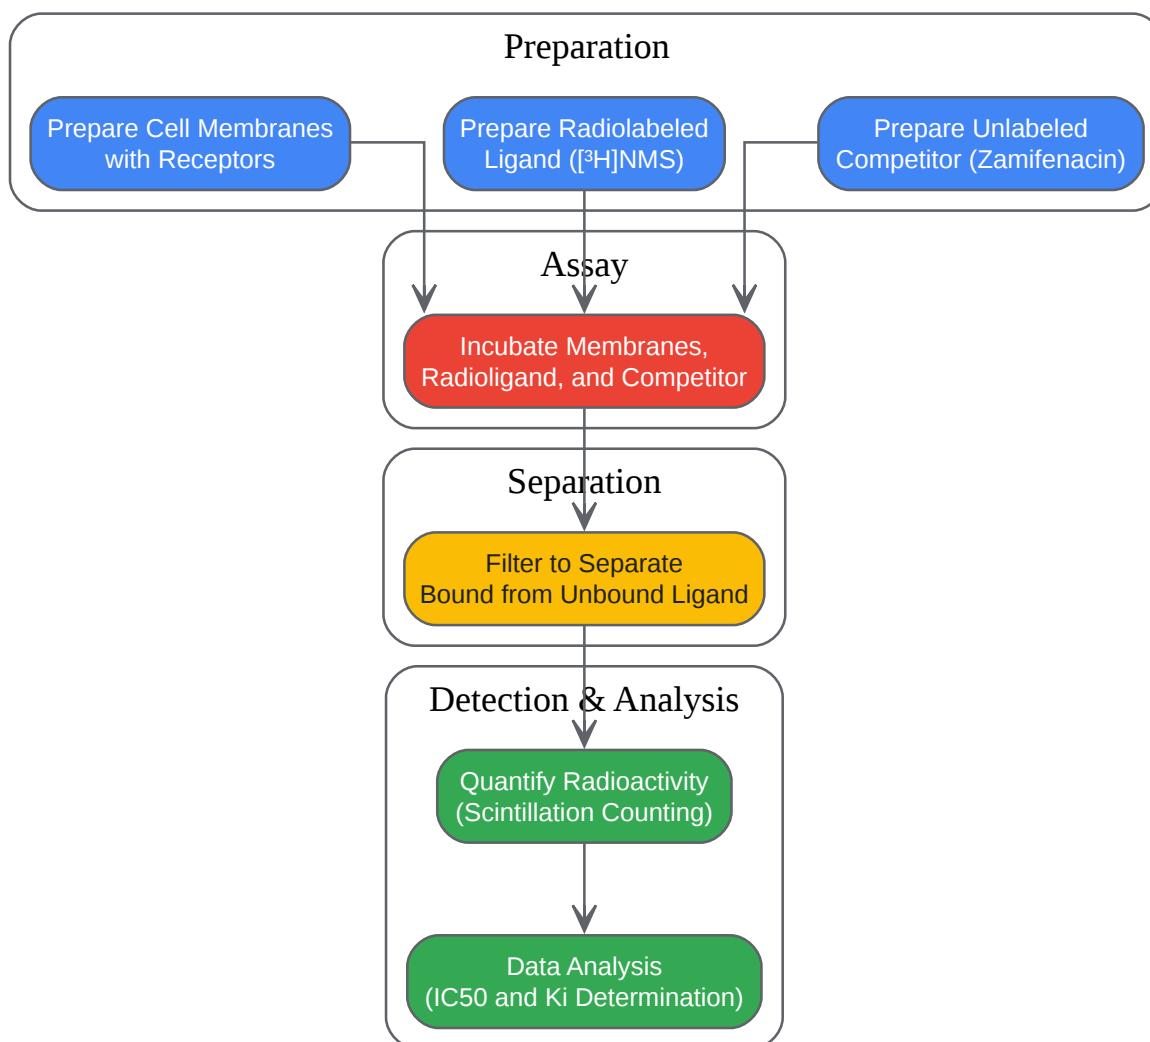 Preparation
Prepare Cell Membranes
with Receptors
Prepare Radiolabeled
Ligand ([³H]NMS)
Prepare Unlabeled
Competitor (Zamifenacin)
Assay
Incubate Membranes,
Radioligand, and Competitor
Separation
Filter to Separate
Bound from Unbound Ligand
Detection & Analysis
Quantify Radioactivity
(Scintillation Counting)
Data Analysis
(IC50 and Ki Determination)